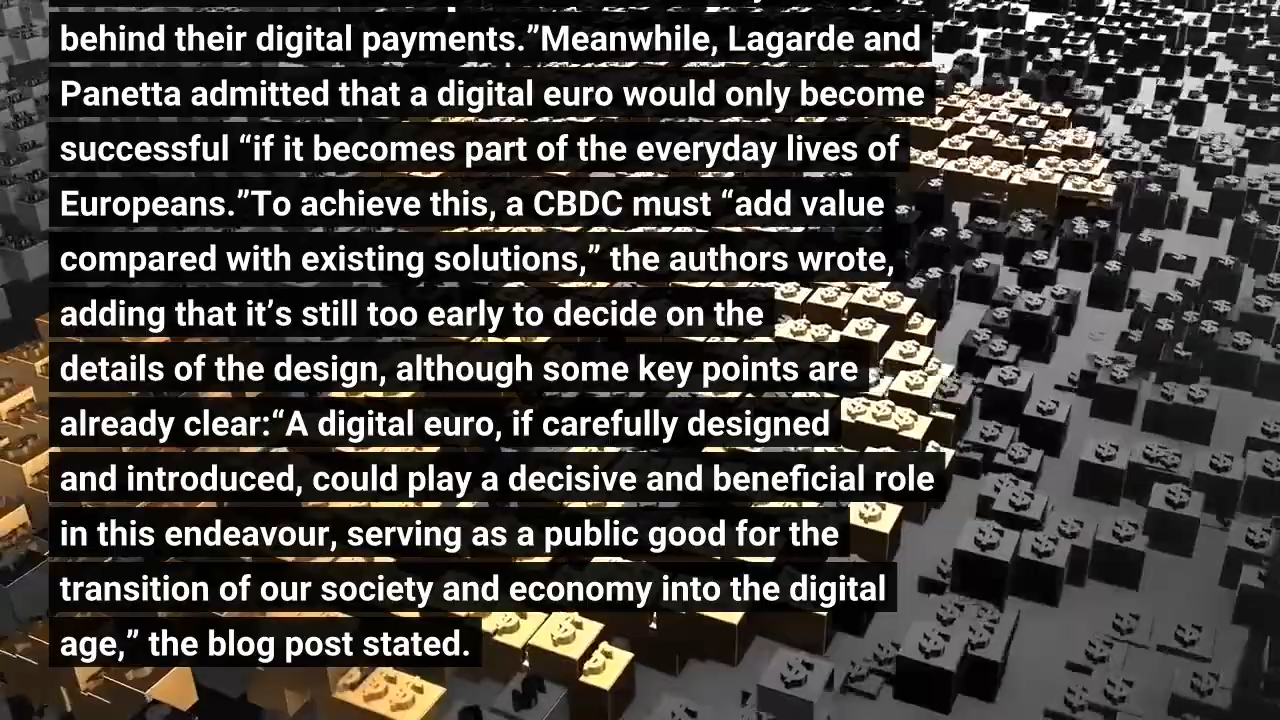 behind their digital payments.”Meanwhile, Lagarde and
Panetta admitted that a digital euro would only become
successful “if it becomes part of the everyday lives of
Europeans.”To achieve this, a CBDC must “add value
compared with existing solutions,” the authors wrote,
adding that it’s still too early to decide on the
details of the design, although some key points are
already clear:“A digital euro, if carefully designed
and introduced, could play a decisive and beneficial role
in this endeavour, serving as a public good for the
transition of our society and economy into the digital
age,” the blog post stated.